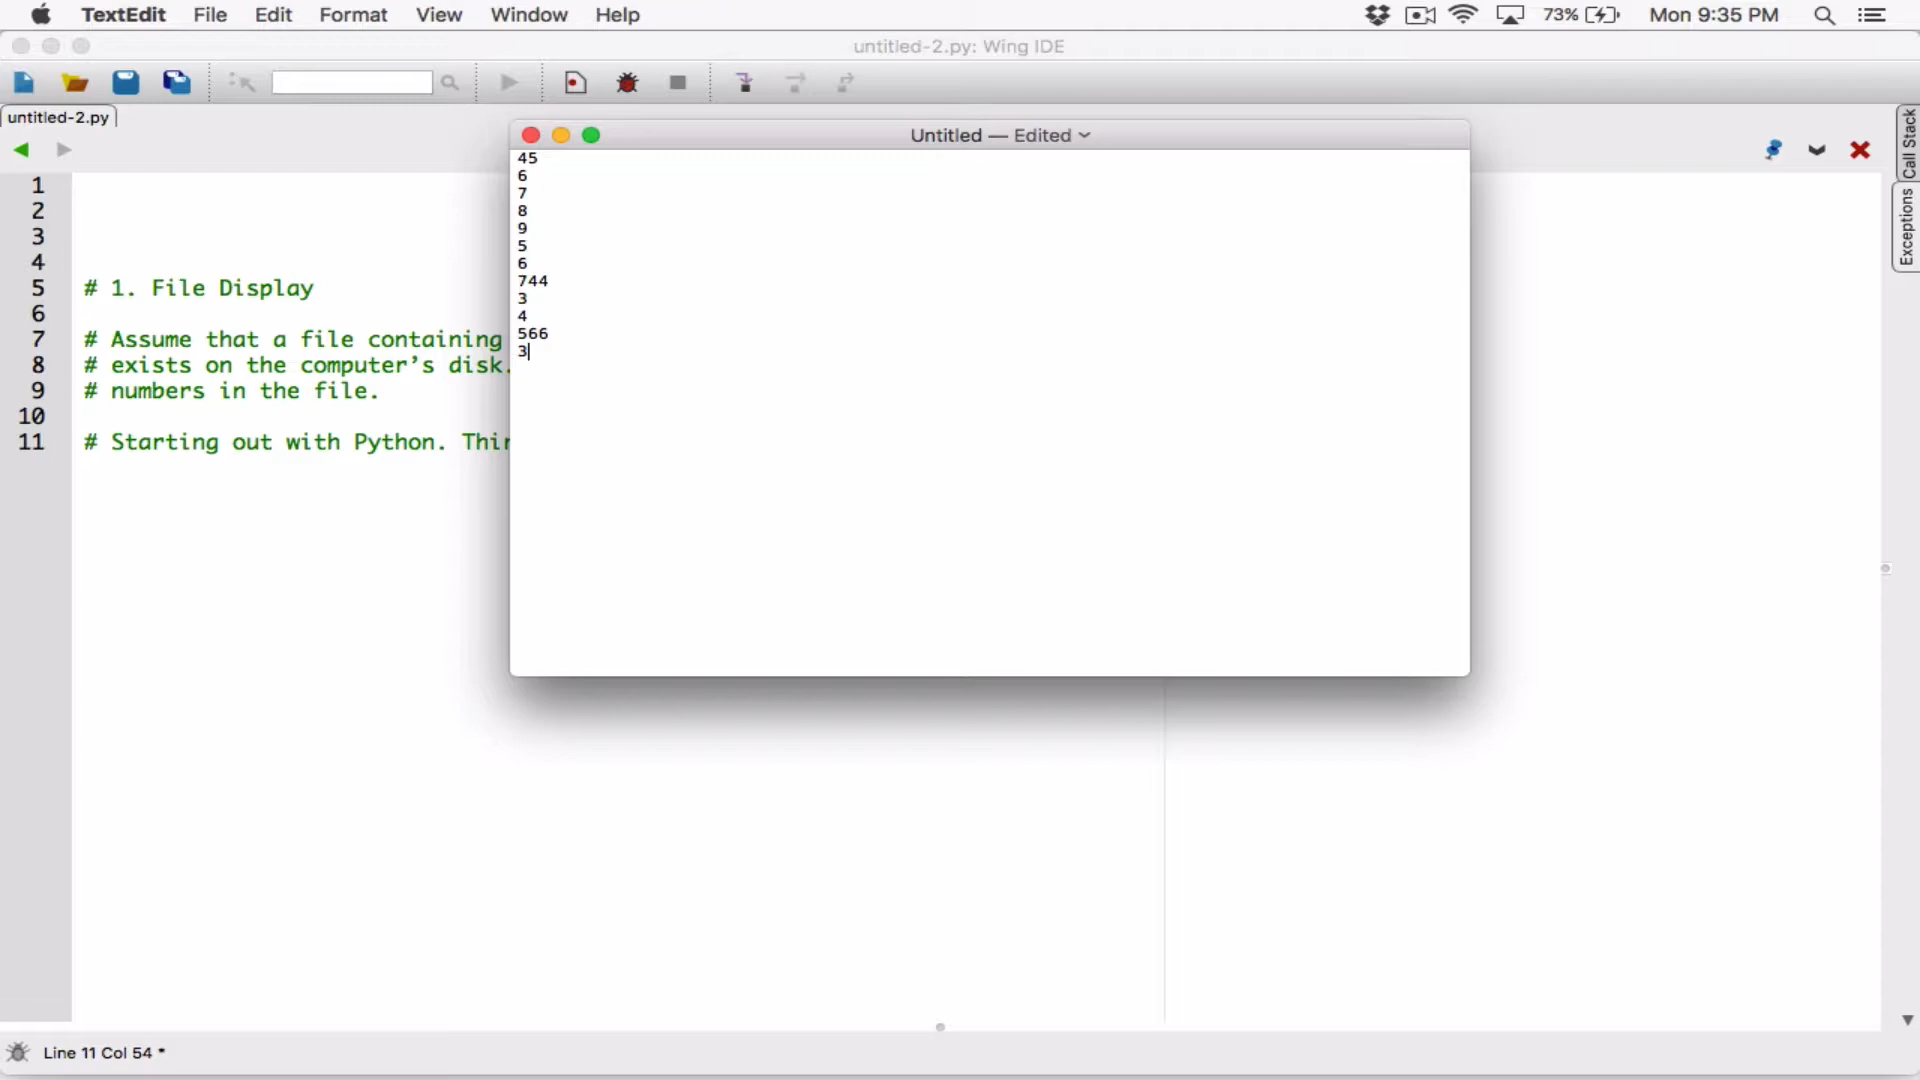 TextEdit File Edit Format View Window Help 73% Mon 9:35 PM
untitled-2.py: Wing IDE
untitled-2.py
Untitled — Edited
45
6
7
8
9
5
6
744
3
4
566
3
1
2
3
4
5 # 1. File Display
6
7 # Assume that a file containing
8 # exists on the computer’s disk.
9 # numbers in the file.
10
11 # Starting out with Python.
Call Stack
Exceptions
Line 11 Col 54 *